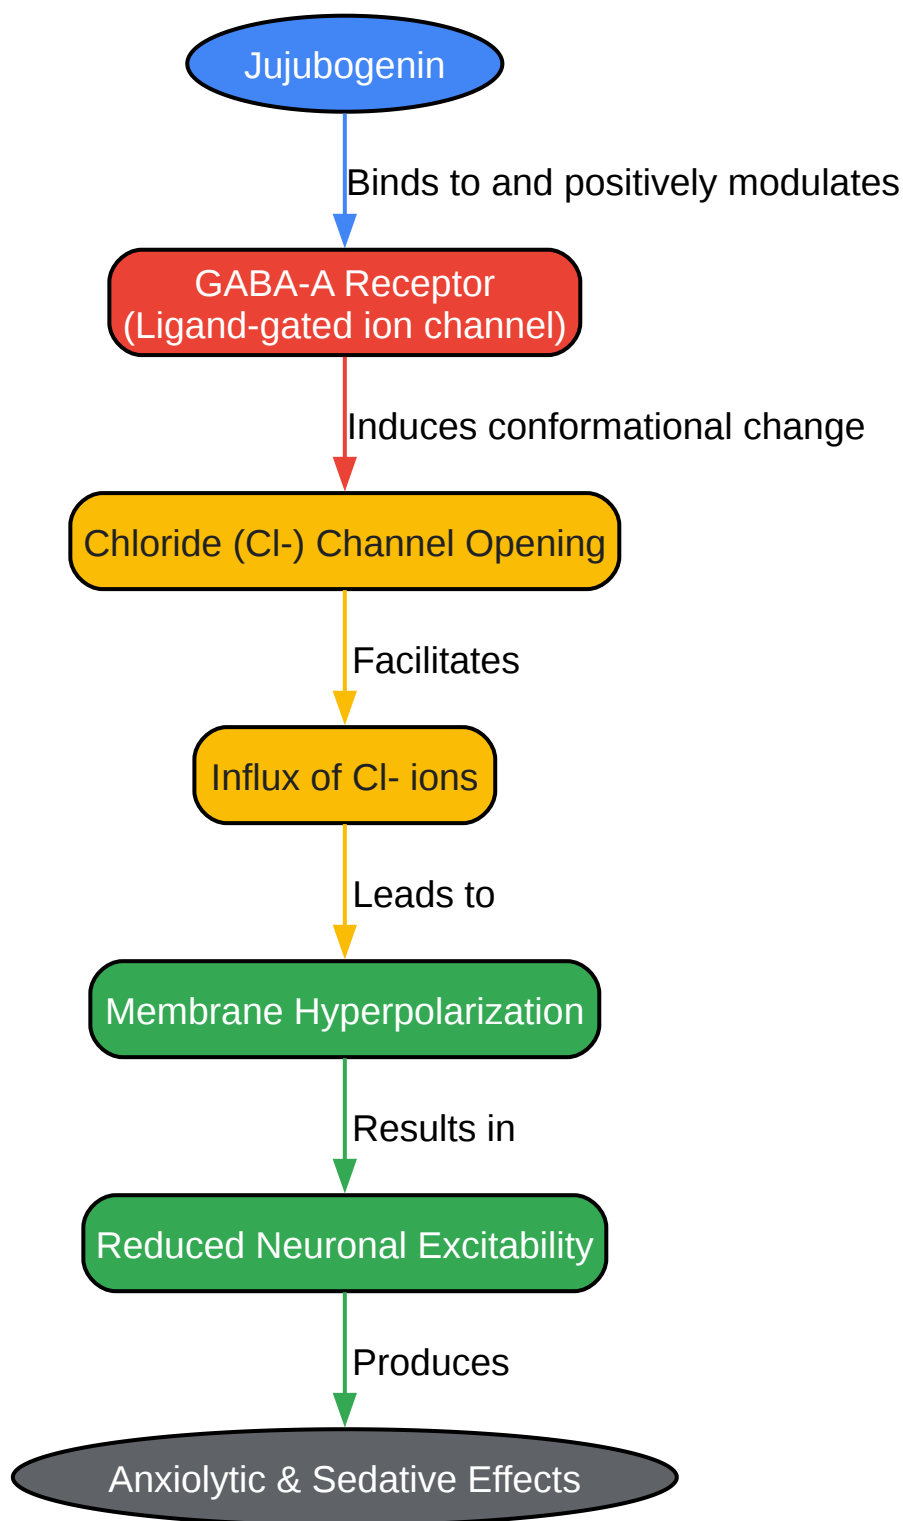 Jujubogenin
Binds to and positively modulates
GABA-A Receptor
(Ligand-gated ion channel)
Induces conformational change
Chloride (Cl-) Channel Opening
Facilitates
Influx of Cl- ions
Leads to
Membrane Hyperpolarization
Results in
Reduced Neuronal Excitability
Produces
Anxiolytic & Sedative Effects